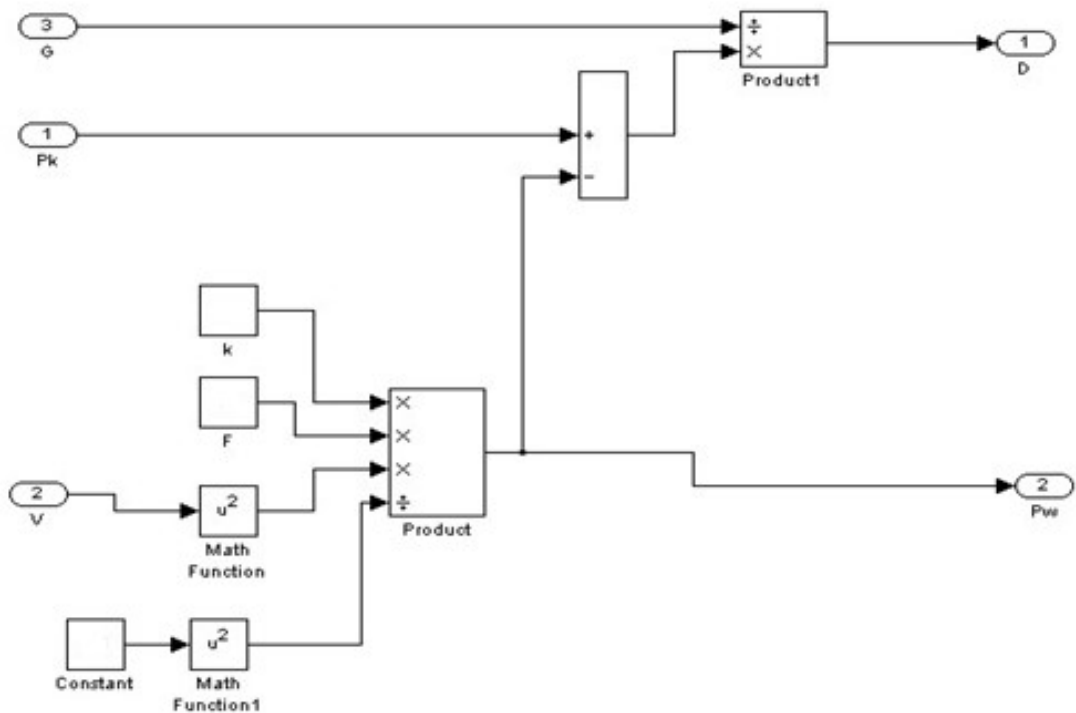 3
G
÷
×
Product1
1
D
1
Pk
+
−
k
F
2
V
u²
Math
Function
×
×
×
÷
Product
2
Pw
Constant
u²
Math
Function1